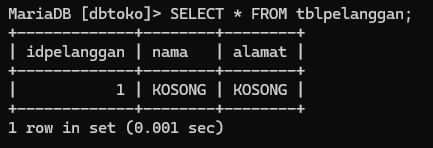 MariaDB [dbtoko]> SELECT * FROM tblpelanggan;
+-------------+--------+--------+
| idpelanggan | nama   | alamat |
+-------------+--------+--------+
|           1 | KOSONG | KOSONG |
+-------------+--------+--------+
1 row in set (0.001 sec)